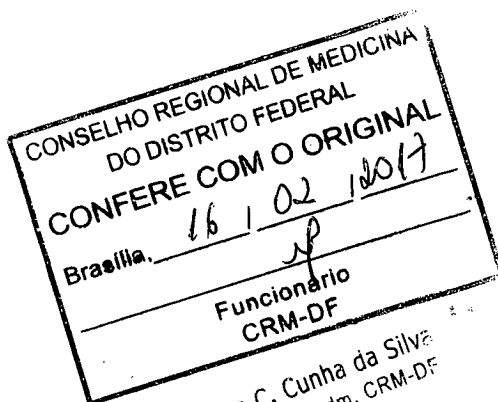 CONSELHO REGIONAL DE MEDICINA
DO DISTRITO FEDERAL
CONFERE COM O ORIGINAL
Brasília, 16 / 02 / 2017
Funcionário
CRM-DF
C. Cunha da Silva
CRM-DF